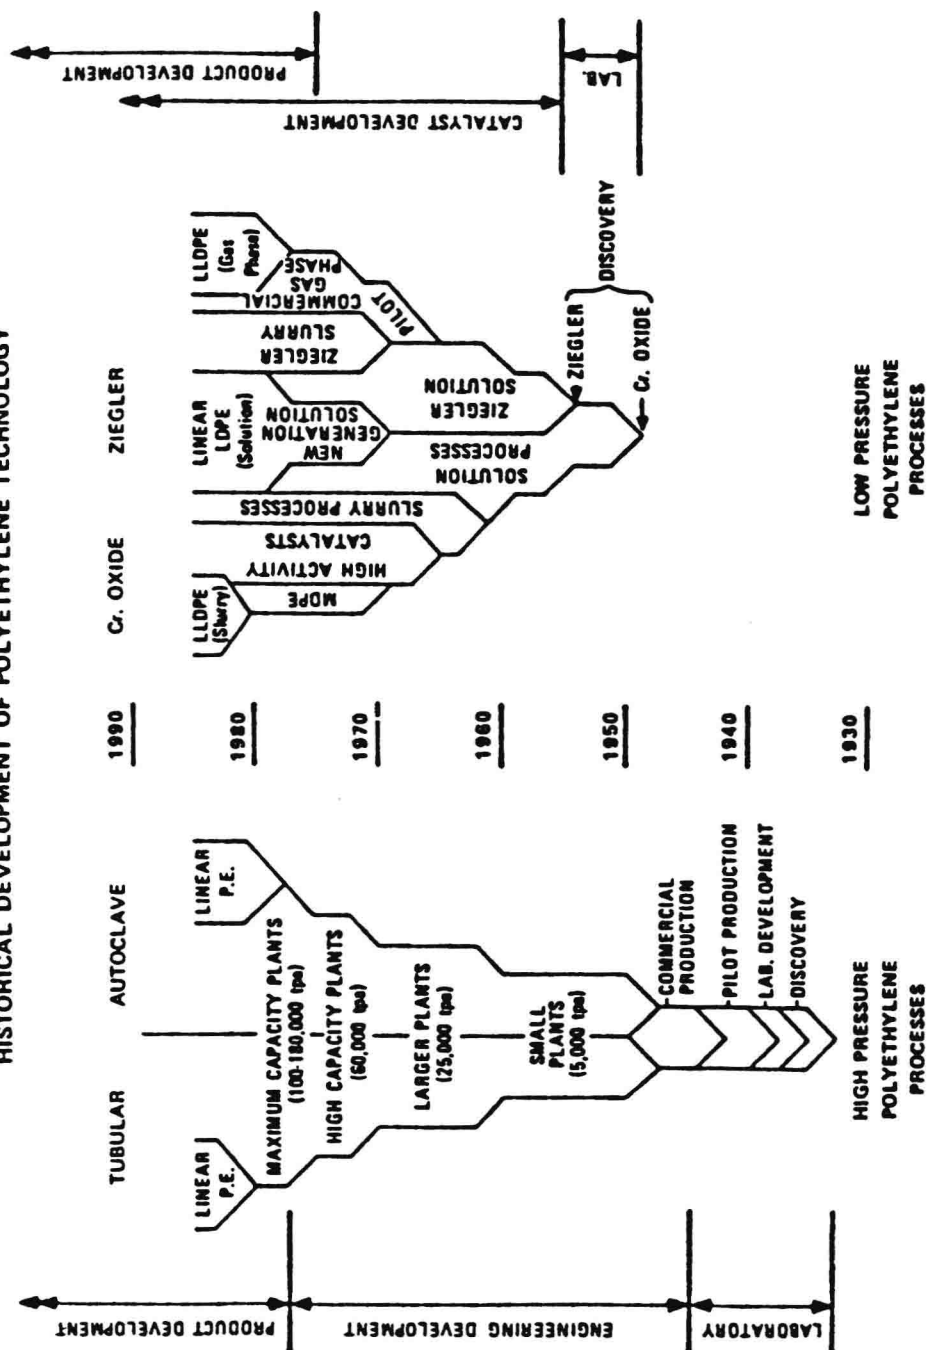 HISTORICAL DEVELOPMENT OF POLYETHYLENE TECHNOLOGY
TUBULAR
AUTOCLAVE
1990
Cr. OXIDE
ZIEGLER
LINEAR
P.E.
LINEAR
P.E.
MAXIMUM CAPACITY PLANTS
(100-180,000 tpa)
HIGH CAPACITY PLANTS
(60,000 tpa)
LARGER PLANTS
(25,000 tpa)
SMALL
PLANTS
(5,000 tpa)
COMMERCIAL
PRODUCTION
PILOT PRODUCTION
LAB. DEVELOPMENT
DISCOVERY
HIGH PRESSURE
POLYETHYLENE
PROCESSES
PRODUCT DEVELOPMENT
ENGINEERING DEVELOPMENT
LABORATORY
1980
1970
1960
1950
1940
1930
LLDPE
(Slurry)
MDPE
HIGH ACTIVITY
CATALYSTS
SLURRY PROCESSES
LINEAR
LDPE
(Solution)
NEW
GENERATION
SOLUTION
SOLUTION
PROCESSES
ZIEGLER
SOLUTION
ZIEGLER
SLURRY
COMMERCIAL
GAS
PHASE
LLDPE
(Gas
Phase)
PILOT
ZIEGLER
Cr. OXIDE
DISCOVERY
LOW PRESSURE
POLYETHYLENE
PROCESSES
PRODUCT DEVELOPMENT
CATALYST DEVELOPMENT
LAB.